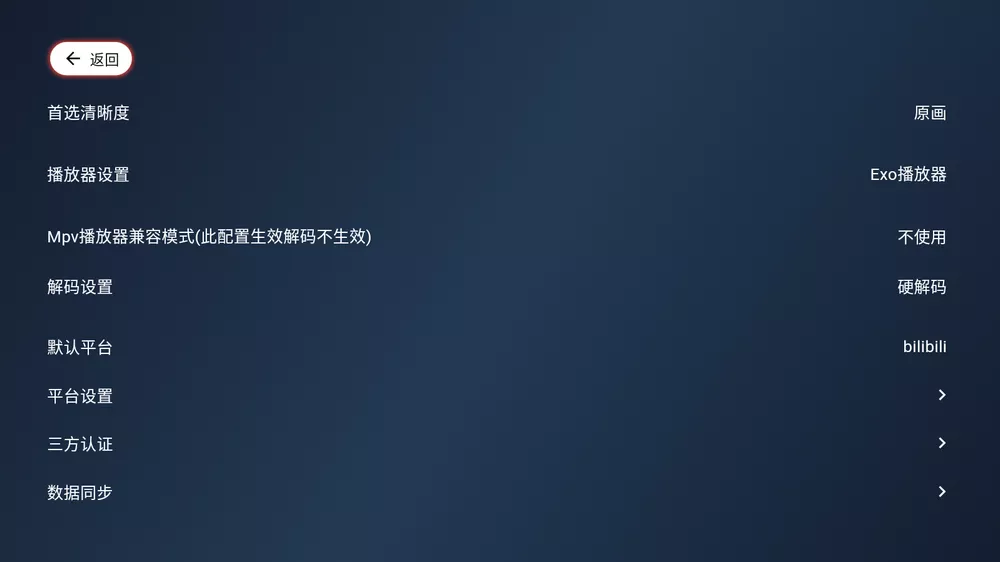 返回
首选清晰度 原画
播放器设置 Exo播放器
Mpv播放器兼容模式(此配置生效解码不生效) 不使用
解码设置 硬解码
默认平台 bilibili
平台设置
三方认证
数据同步